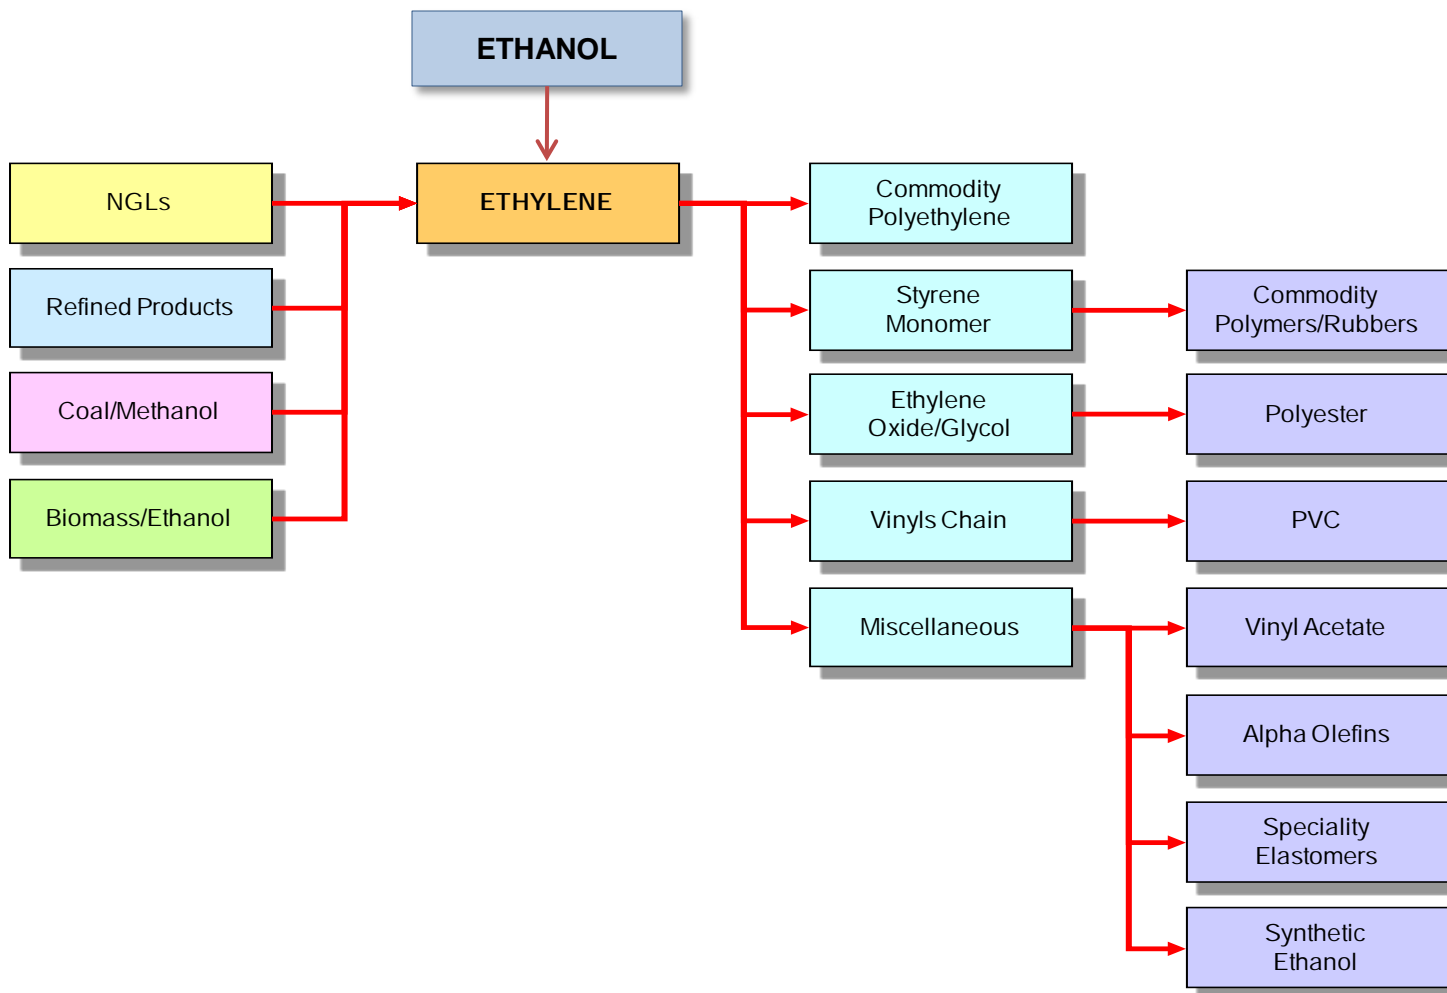 ETHANOL
NGLs
ETHYLENE
Commodity
Polyethylene
Refined Products
Styrene
Monomer
Commodity
Polymers/Rubbers
Coal/Methanol
Ethylene
Oxide/Glycol
Polyester
Biomass/Ethanol
Vinyls Chain
PVC
Miscellaneous
Vinyl Acetate
Alpha Olefins
Speciality
Elastomers
Synthetic
Ethanol